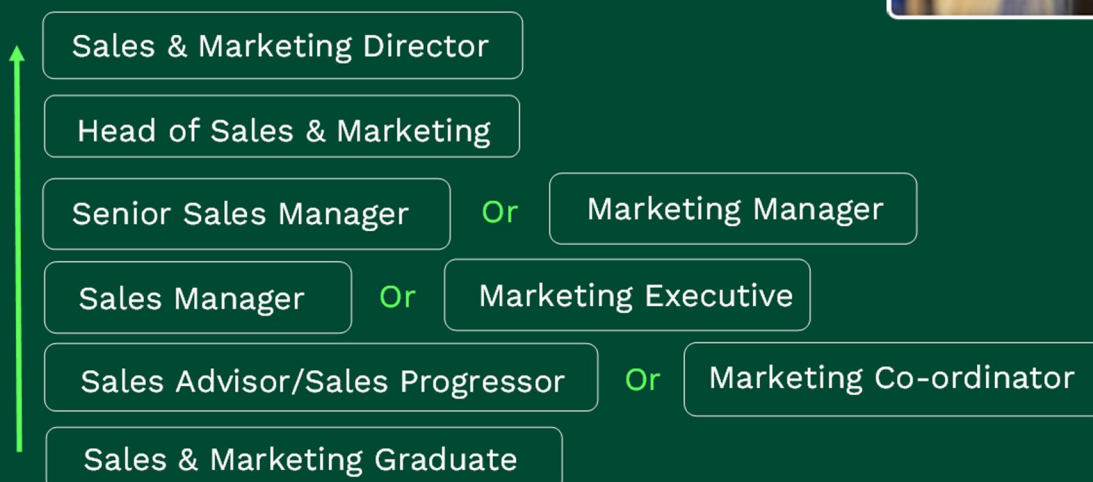 Sales & Marketing Director
Head of Sales & Marketing
Senior Sales Manager Or Marketing Manager
Sales Manager Or Marketing Executive
Sales Advisor/Sales Progressor Or Marketing Co-ordinator
Sales & Marketing Graduate